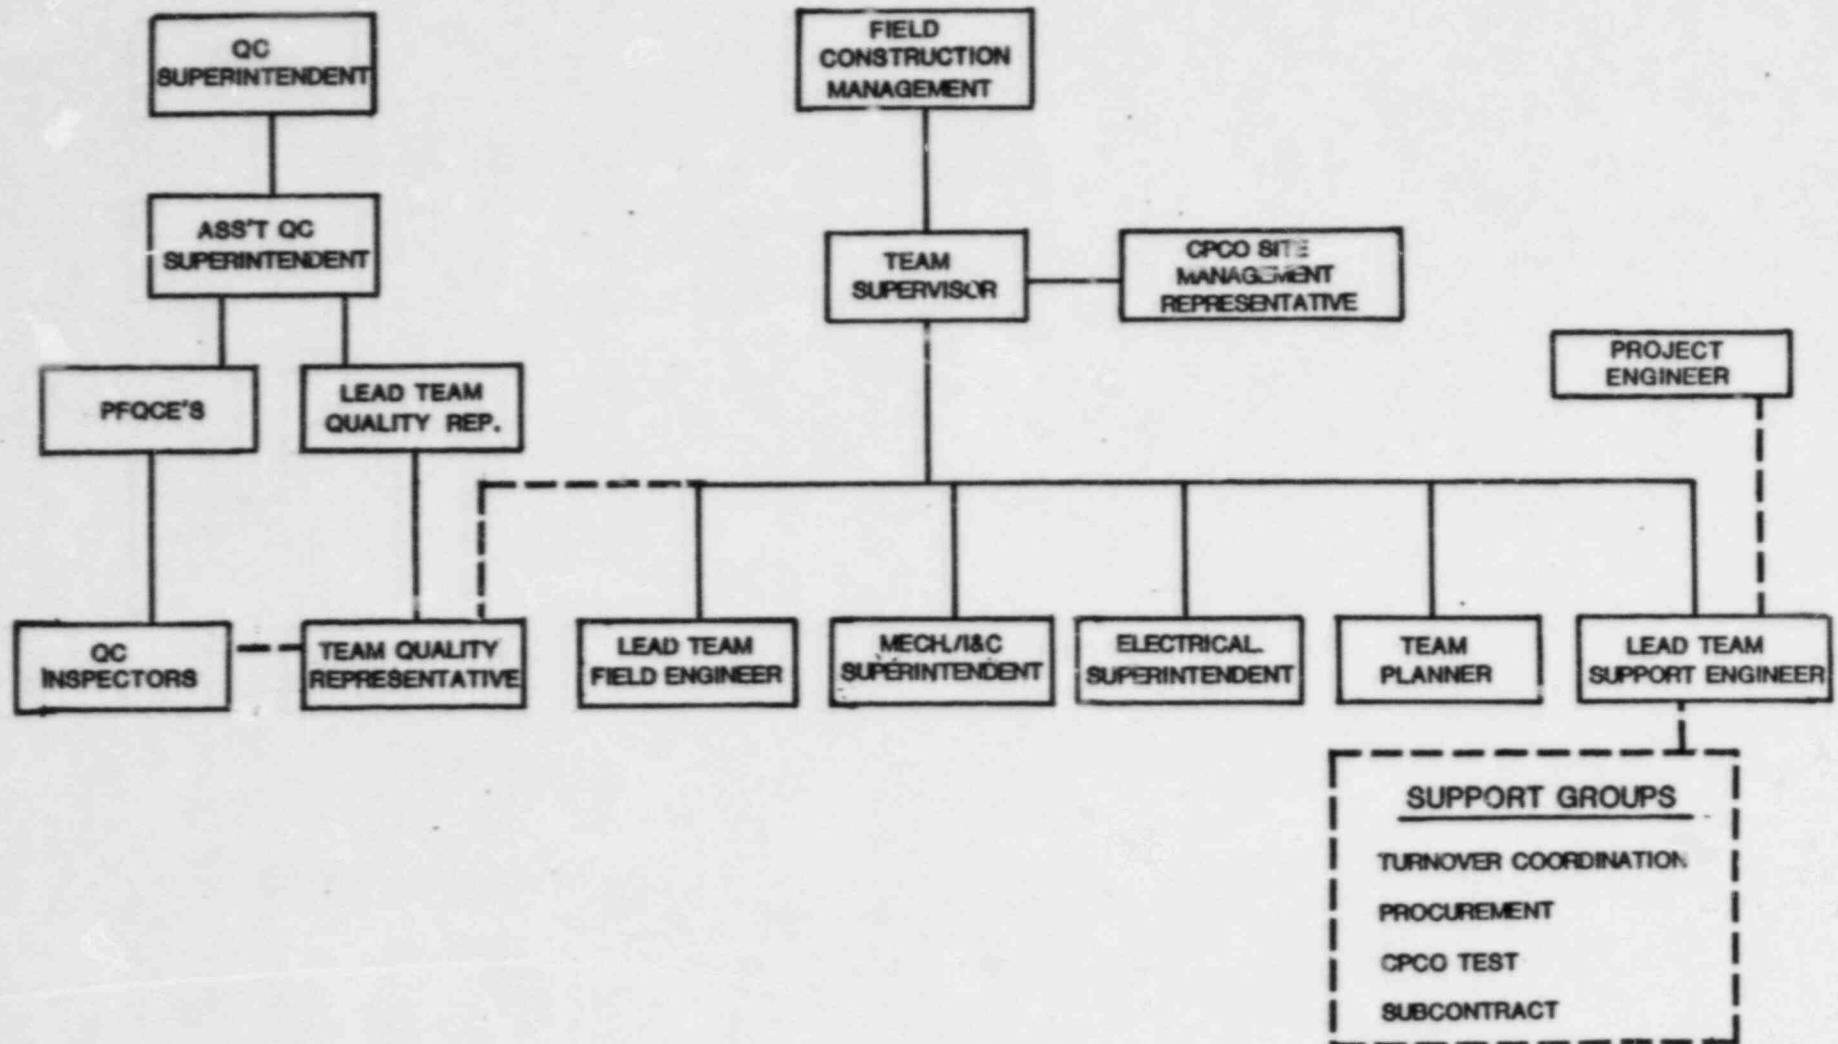 QC
SUPERINTENDENT
FIELD
CONSTRUCTION
MANAGEMENT
ASS'T QC
SUPERINTENDENT
TEAM
SUPERVISOR
CPCO SITE
MANAGEMENT
REPRESENTATIVE
PROJECT
ENGINEER
PFQCE'S
LEAD TEAM
QUALITY REP.
QC
INSPECTORS
TEAM QUALITY
REPRESENTATIVE
LEAD TEAM
FIELD ENGINEER
MECH./I&C
SUPERINTENDENT
ELECTRICAL.
SUPERINTENDENT
TEAM
PLANNER
LEAD TEAM
SUPPORT ENGINEER
SUPPORT GROUPS
TURNOVER COORDINATION
PROCUREMENT
CPCO TEST
SUBCONTRACT